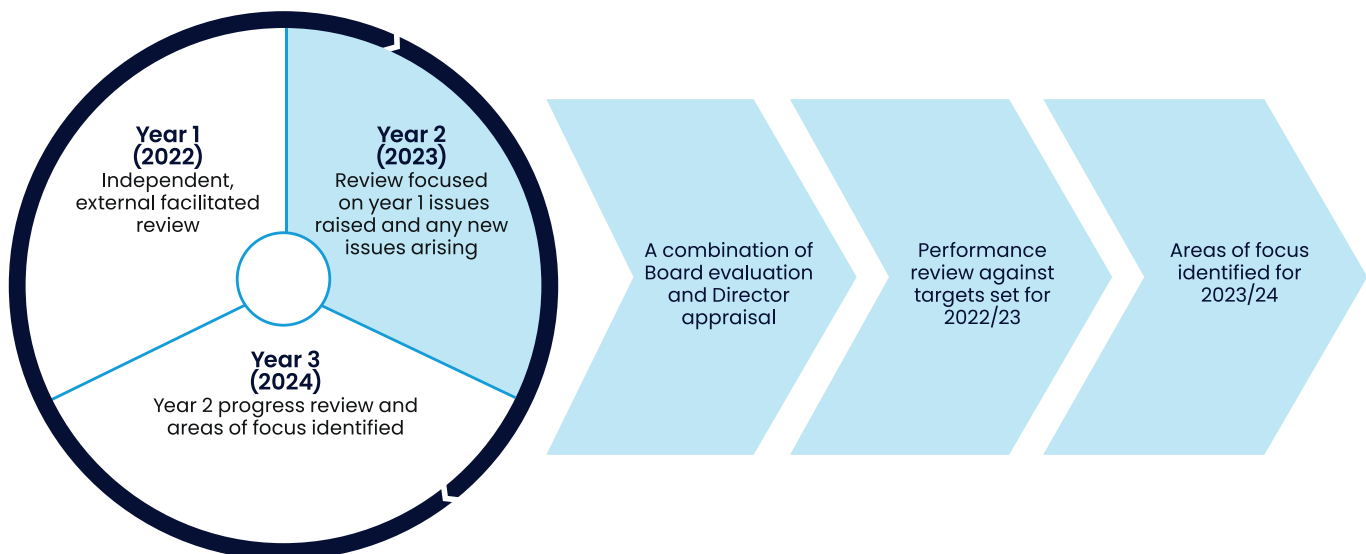 Year 1
(2022)
Independent,
external facilitated
review
Year 2
(2023)
Review focused
on year 1 issues
raised and any new
issues arising
Year 3
(2024)
Year 2 progress review and
areas of focus identified
A combination of
Board evaluation
and Director
appraisal
Performance
review against
targets set for
2022/23
Areas of focus
identified for
2023/24